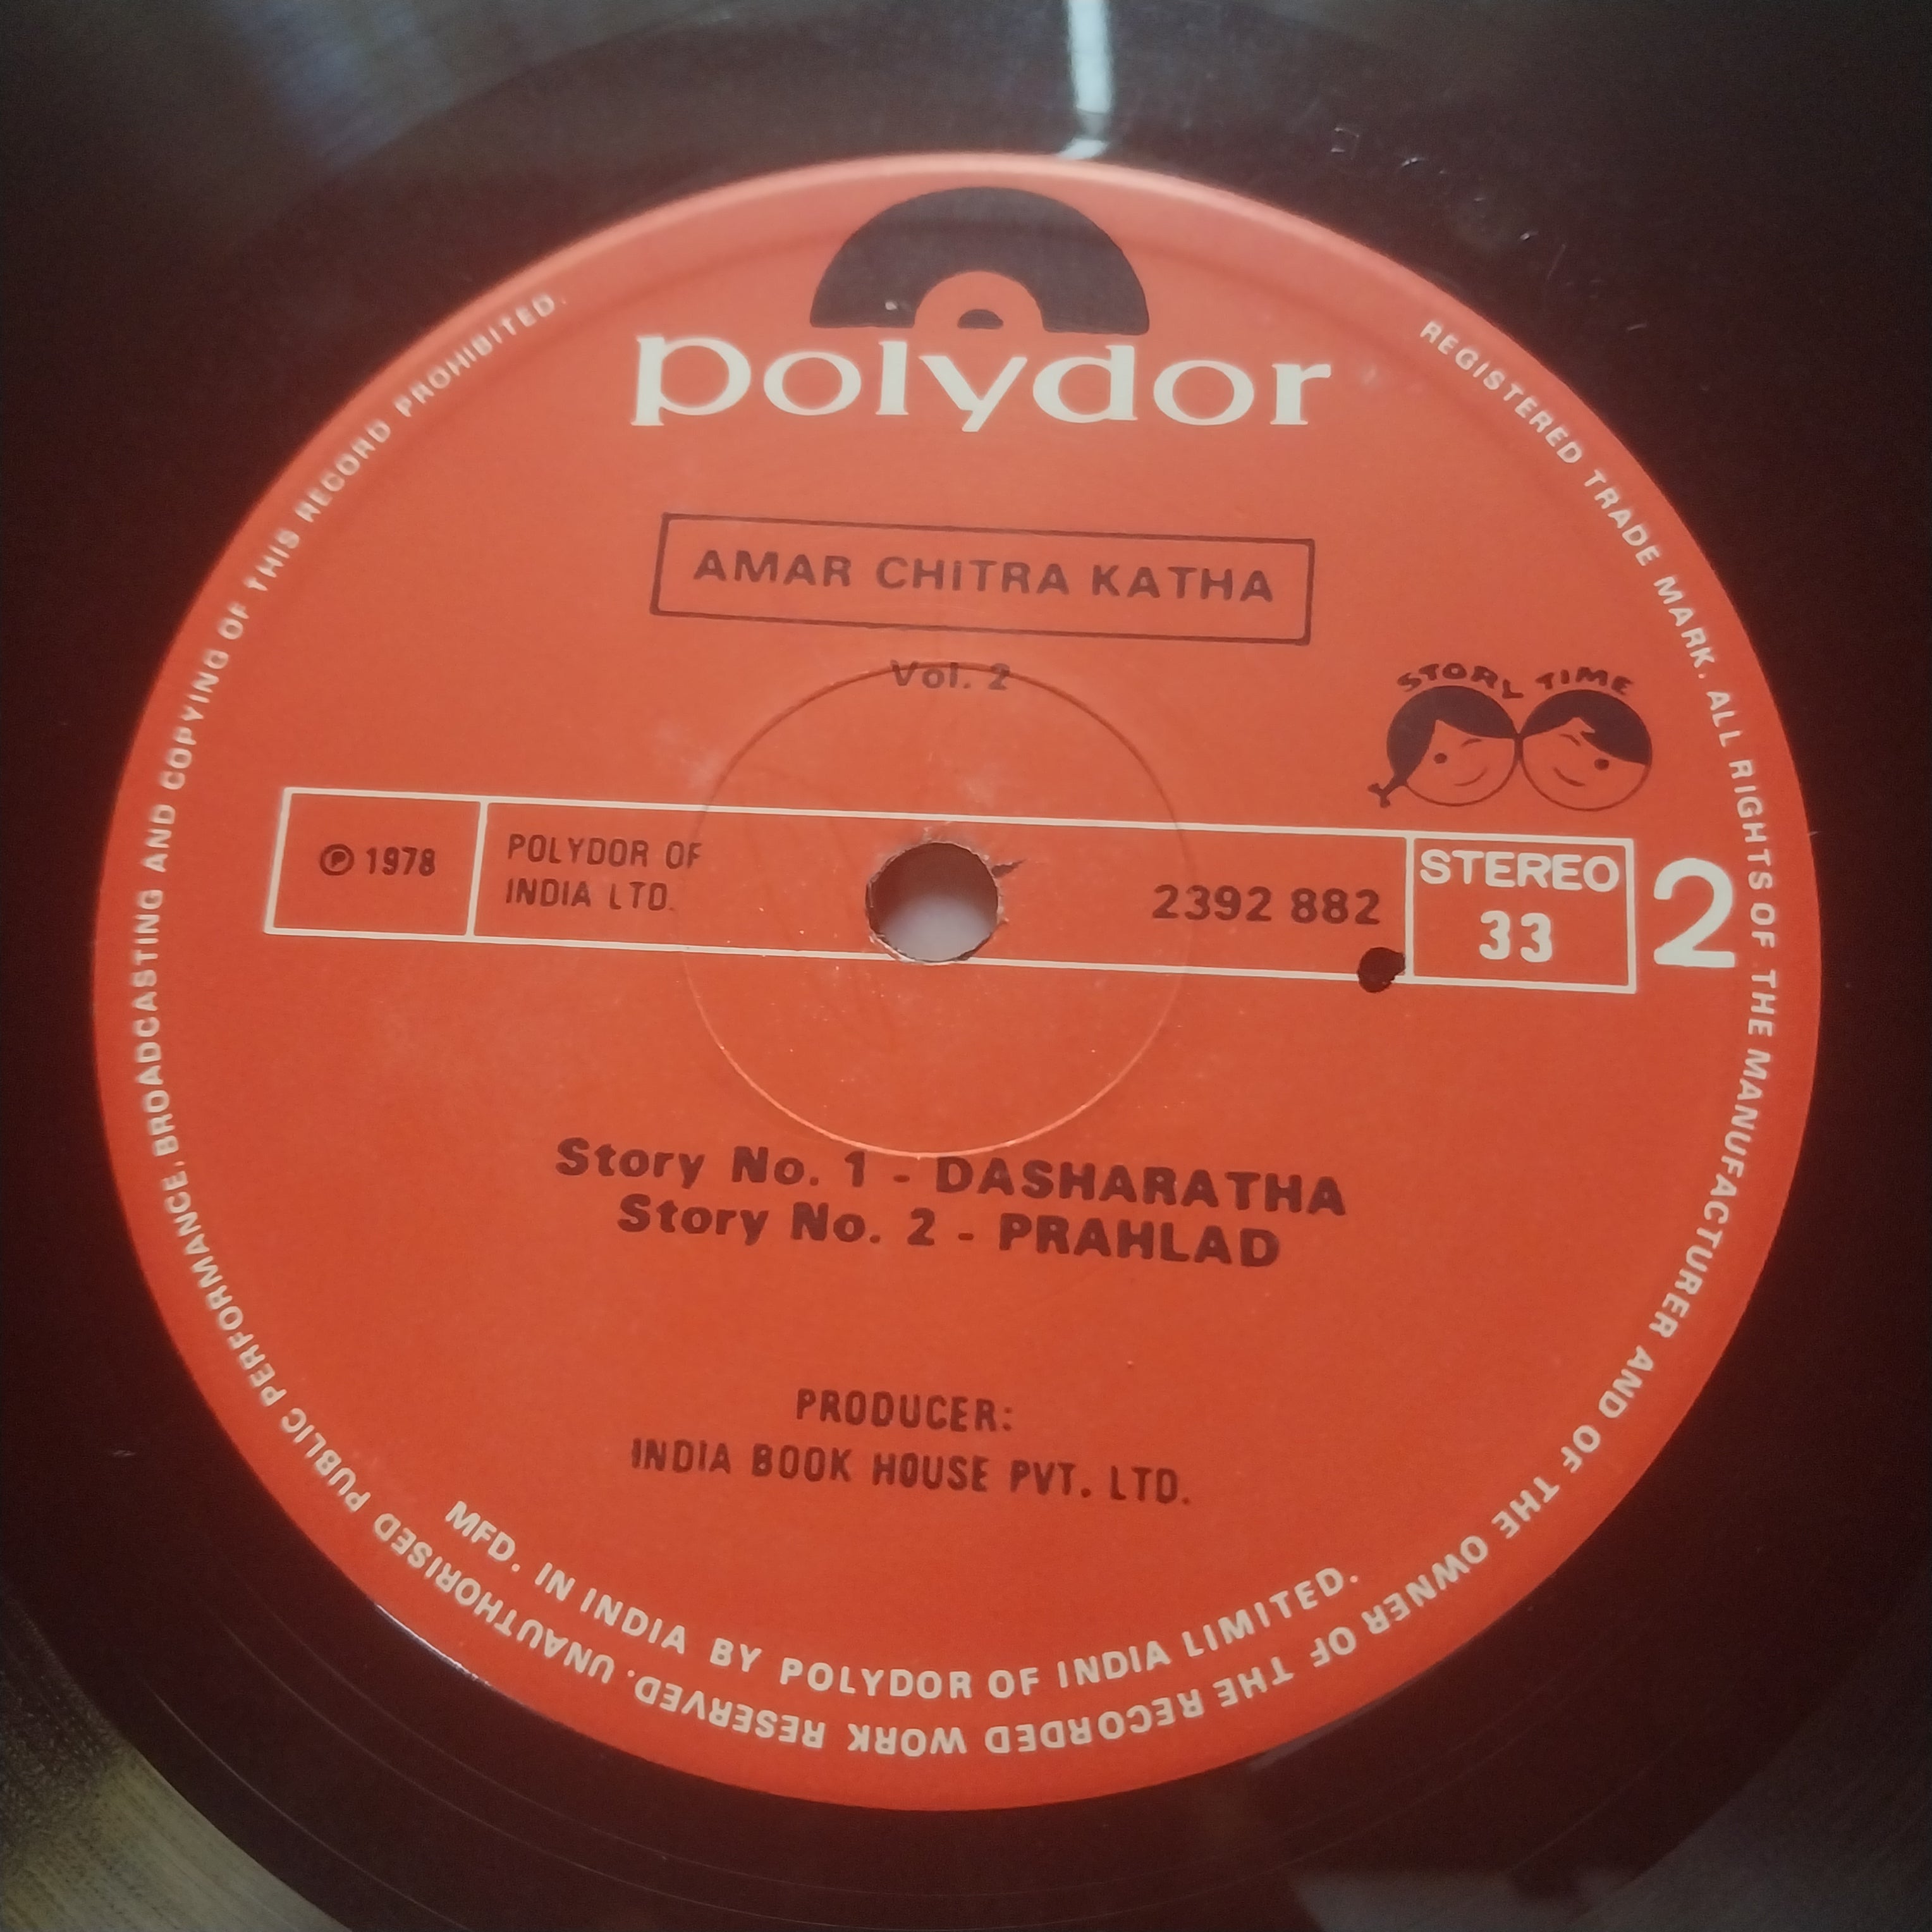 polydor
AMAR CHITRA KATHA
Vol. 2
STORY TIME
℗ 1978
POLYDOR OF
INDIA LTD.
2392 882
STEREO
33
2
Story No. 1 - DASHARATHA
Story No. 2 - PRAHLAD
PRODUCER:
INDIA BOOK HOUSE PVT. LTD.
MFD. IN INDIA BY POLYDOR OF INDIA LIMITED.
REGISTERED TRADE MARK. ALL RIGHTS OF THE MANUFACTURER AND OF THE OWNER OF THE RECORDED WORK RESERVED. UNAUTHORISED PUBLIC PERFORMANCE, BROADCASTING AND COPYING OF THIS RECORD PROHIBITED.